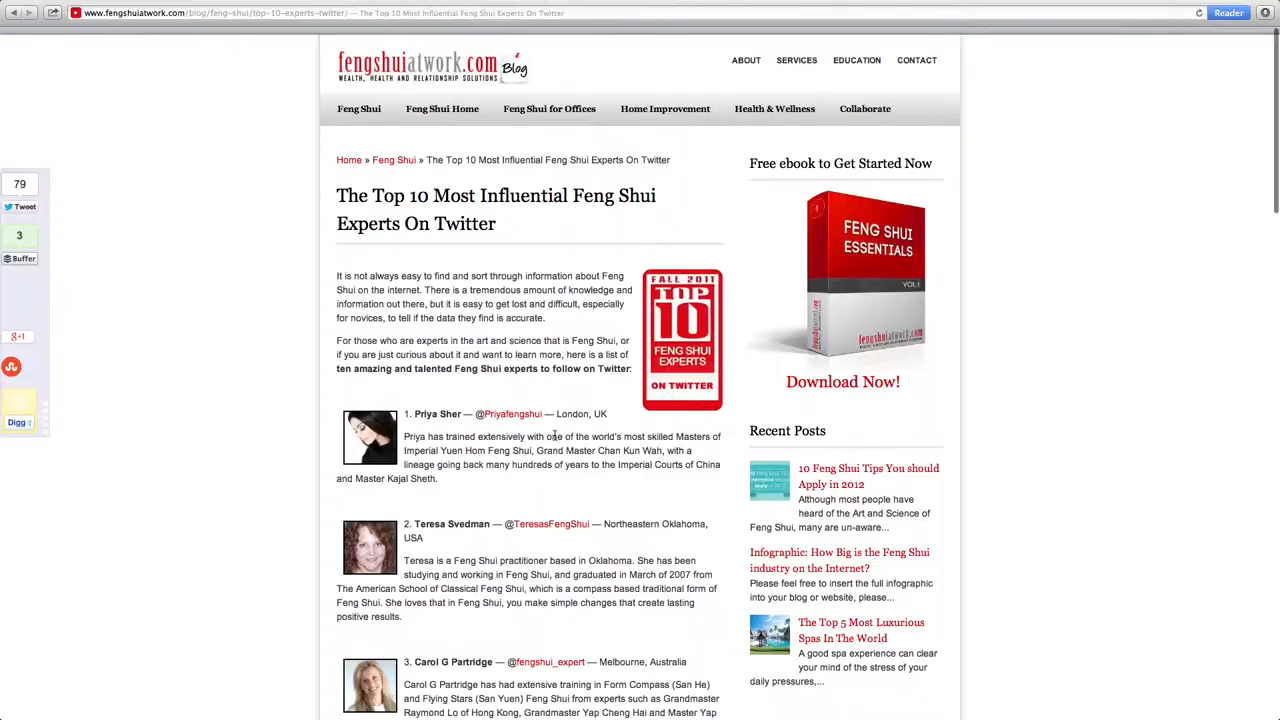 www.fengshuiatwork.com/blog/feng-shui/top-10-experts-twitter/ — The Top 10 Most Influential Feng Shui Experts On Twitter
Reader
fengshuiatwork.com Blog
WEALTH, HEALTH AND RELATIONSHIP SOLUTIONS
ABOUT SERVICES EDUCATION CONTACT
Feng Shui Feng Shui Home Feng Shui for Offices Home Improvement Health & Wellness Collaborate
79
Tweet
3
Buffer
+1
Digg
Home » Feng Shui » The Top 10 Most Influential Feng Shui Experts On Twitter
The Top 10 Most Influential Feng Shui
Experts On Twitter
It is not always easy to find and sort through information about Feng
Shui on the internet. There is a tremendous amount of knowledge and
information out there, but it is easy to get lost and difficult, especially
for novices, to tell if the data they find is accurate.
For those who are experts in the art and science that is Feng Shui, or
if you are just curious about it and want to learn more, here is a list of
ten amazing and talented Feng Shui experts to follow on Twitter:
FALL 2011
TOP
10
FENG SHUI
EXPERTS
ON TWITTER
1. Priya Sher — @Priyafengshui — London, UK
Priya has trained extensively with one of the world's most skilled Masters of
Imperial Yuen Hom Feng Shui, Grand Master Chan Kun Wah, with a
lineage going back many hundreds of years to the Imperial Courts of China
and Master Kajal Sheth.
2. Teresa Svedman — @TeresasFengShui — Northeastern Oklahoma,
USA
Teresa is a Feng Shui practitioner based in Oklahoma. She has been
studying and working in Feng Shui, and graduated in March of 2007 from
The American School of Classical Feng Shui, which is a compass based traditional form of
Feng Shui. She loves that in Feng Shui, you make simple changes that create lasting
positive results.
3. Carol G Partridge — @fengshui_expert — Melbourne, Australia
Carol G Partridge has had extensive training in Form Compass (San He)
and Flying Stars (San Yuen) Feng Shui from experts such as Grandmaster
Raymond Lo of Hong Kong, Grandmaster Yap Cheng Hai and Master Yap
Free ebook to Get Started Now
FENG SHUI
ESSENTIALS
VOL 1
fengshuiatwork.com
Download Now!
Recent Posts
10 Feng Shui Tips You should
Apply in 2012
Although most people have
heard of the Art and Science of
Feng Shui, many are un-aware...
Infographic: How Big is the Feng Shui
industry on the Internet?
Please feel free to insert the full infographic
into your blog or website, please...
The Top 5 Most Luxurious
Spas In The World
A good spa experience can clear
your mind of the stress of your
daily pressures,...